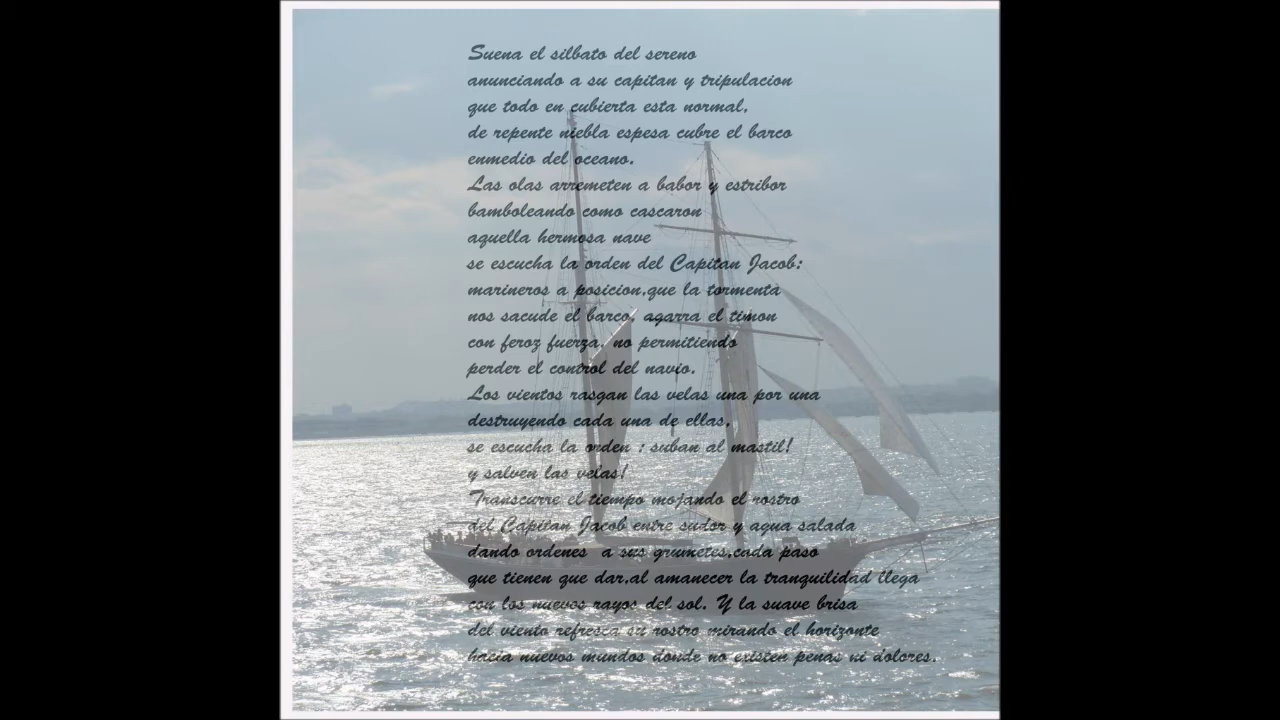 Suena el silbato del sereno
anunciando a su capitan y tripulacion
que todo en cubierta esta normal,
de repente niebla espesa cubre el barco
enmedio del oceano.
Las olas arremeten a babor y estribor
bamboleando como cascaron
aquella hermosa nave
se escucha la orden del Capitan Jacob:
marineros a posicion,que la tormenta
nos sacude el barco, agarra el timon
con feroz fuerza, no permitiendo
perder el control del navio.
Los vientos rasgan las velas una por una
destruyendo cada una de ellas,
se escucha la orden : suban al mastil!
y salven las velas!
Transcurre el tiempo mojando el rostro
del Capitan Jacob entre sudor y agua salada
dando ordenes  a sus grumetes,cada paso
que tienen que dar,al amanecer la tranquilidad llega
con los nuevos rayos del sol. Y la suave brisa
del viento refresca su rostro mirando el horizonte
hacia nuevos mundos donde no existen penas ni dolores.